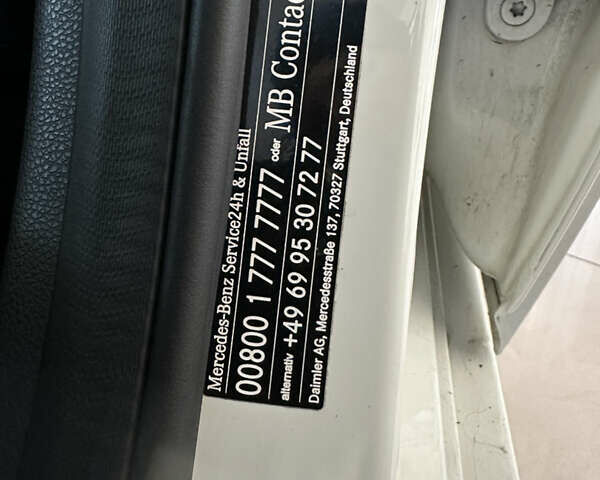 Mercedes-Benz Service24h & Unfall
00800 1 777 7777 oder MB Contac
alternativ +49 69 95 30 72 77
Daimler AG, Mercedesstraße 137, 70327 Stuttgart, Deutschland